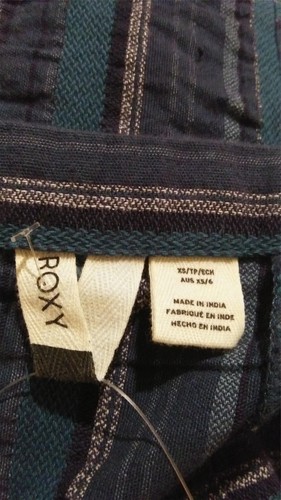 ROXY
XS/TP/ECH
AUS XS/6
MADE IN INDIA
FABRIQUÉ EN INDE
HECHO EN INDIA